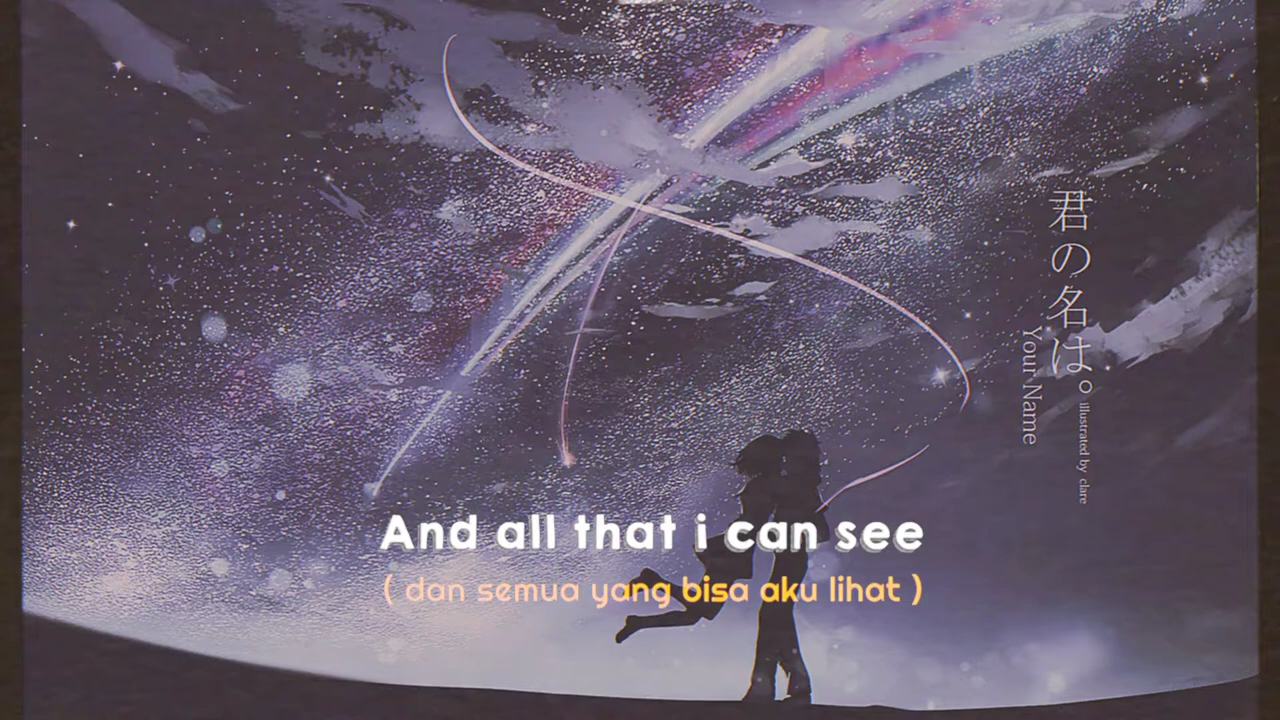 君の名は。
Your Name
illustrated by clare
And all that i can see
( dan semua yang bisa aku lihat )